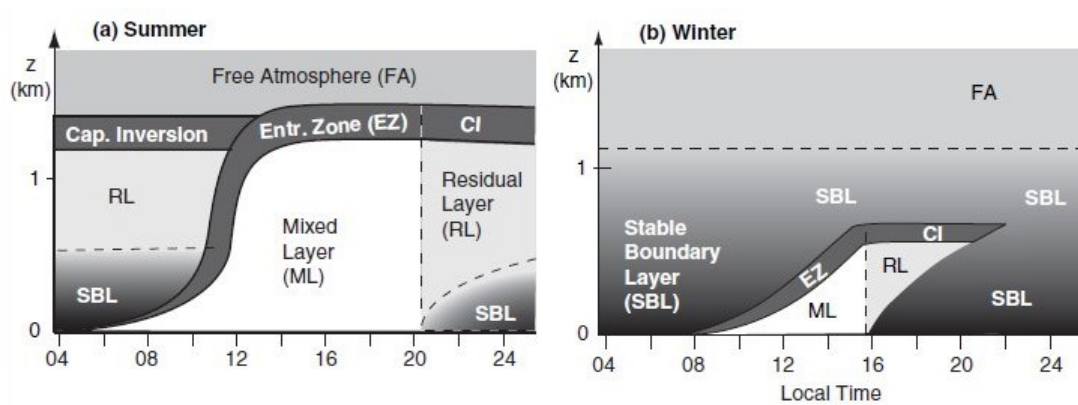 (a) Summer
z
(km)
Free Atmosphere (FA)
Cap. Inversion
Entr. Zone (EZ)
CI
1
RL
Residual
Layer
(RL)
Mixed
Layer
(ML)
SBL
SBL
0
04 08 12 16 20 24
(b) Winter
z
(km)
FA
1
SBL
SBL
Stable
Boundary
Layer
(SBL)
CI
EZ
RL
ML
SBL
0
04 08 12 16 20 24
Local Time